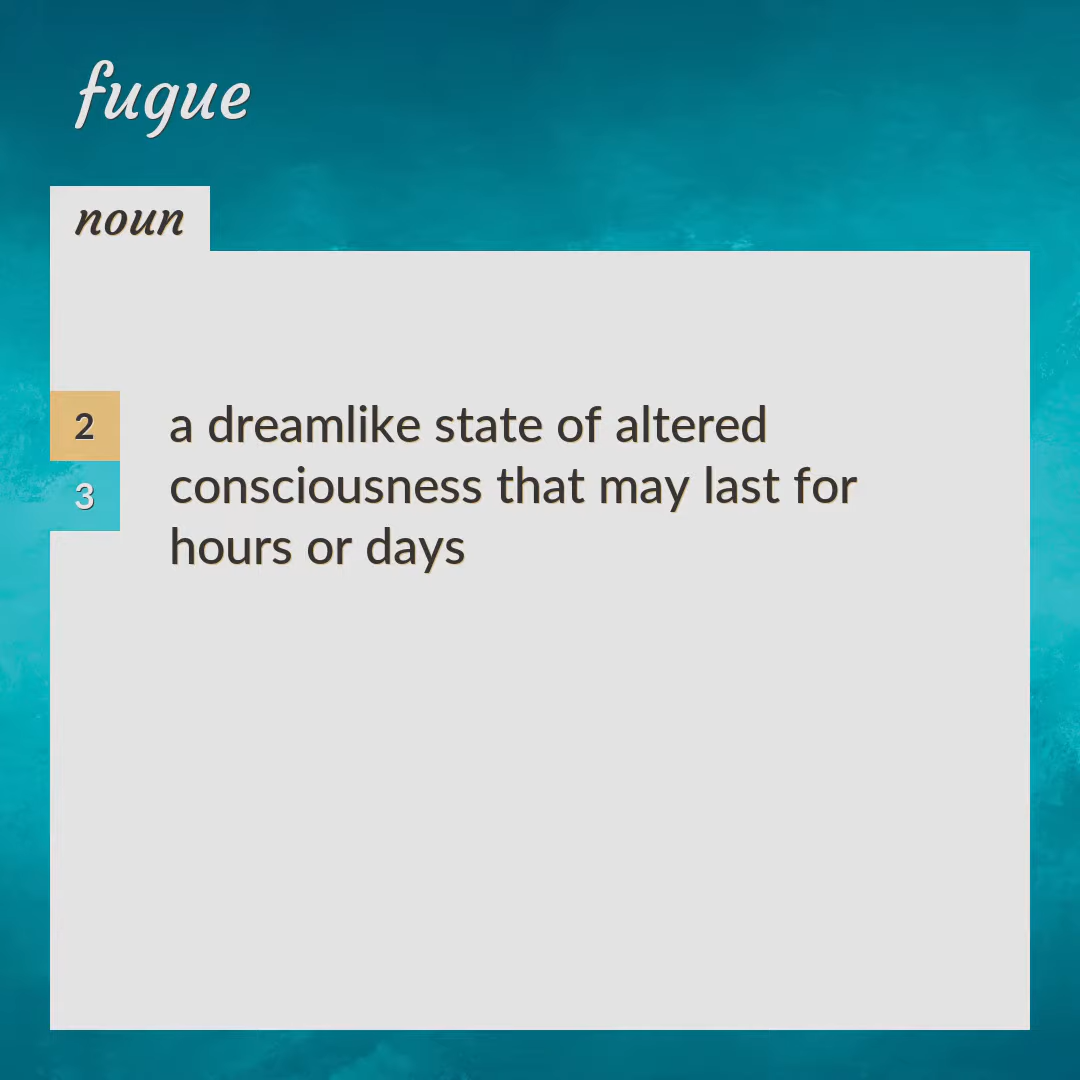 fugue
noun
2
a dreamlike state of altered
3
consciousness that may last for
hours or days